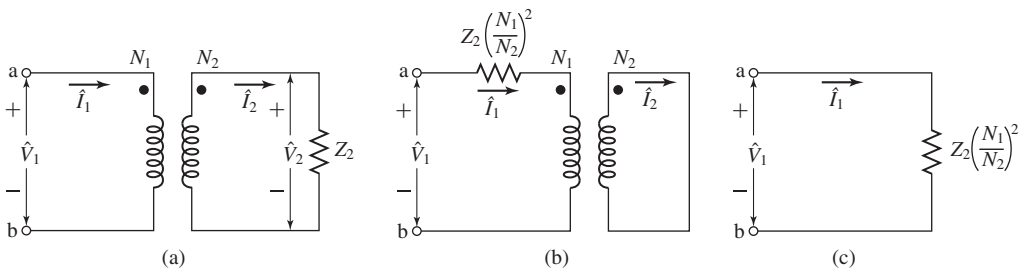 a
N₁
N₂
Î₁
Î₂
+
+
V̂₁
V̂₂
Z₂
−
−
b
(a)
Z₂(N₁/N₂)²
a
N₁
N₂
Î₁
Î₂
+
V̂₁
−
b
(b)
a
Î₁
+
V̂₁
Z₂(N₁/N₂)²
−
b
(c)